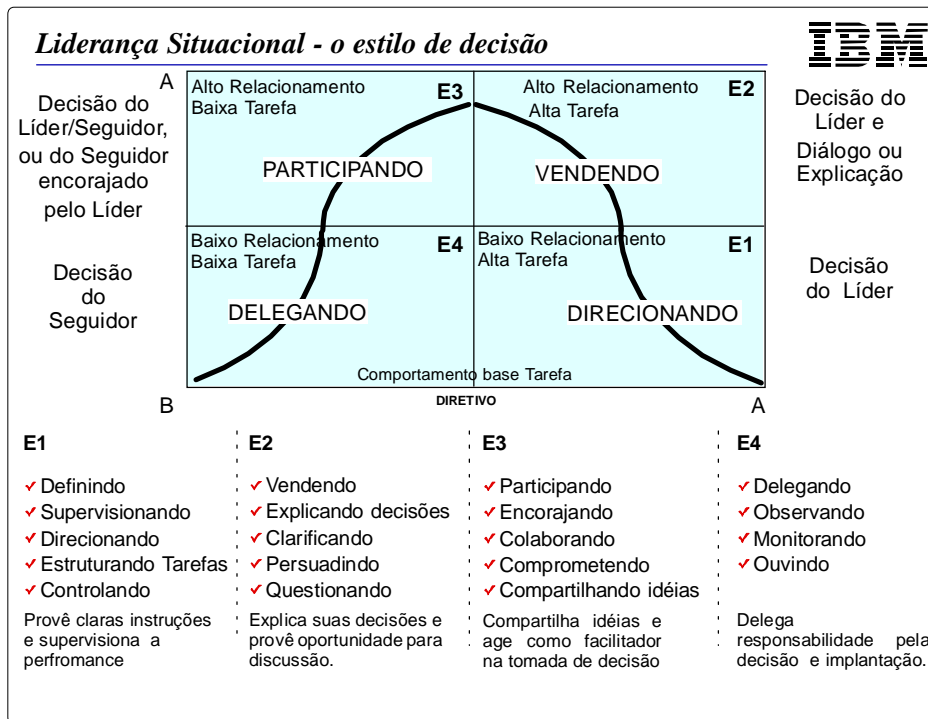 Liderança Situacional - o estilo de decisão
IBM
A
Decisão do
Líder/Seguidor,
ou do Seguidor
encorajado
pelo Líder
Alto Relacionamento
Baixa Tarefa
E3
PARTICIPANDO
Alto Relacionamento
Alta Tarefa
E2
VENDENDO
Decisão do
Líder e
Diálogo ou
Explicação
Decisão
do
Seguidor
Baixo Relacionamento
Baixa Tarefa
E4
DELEGANDO
Baixo Relacionamento
Alta Tarefa
E1
DIRECIONANDO
Decisão
do Líder
Comportamento base Tarefa
B
DIRETIVO
A
E1
Definindo
Supervisionando
Direcionando
Estruturando Tarefas
Controlando
Provê claras instruções
e supervisiona a
perfromance
E2
Vendendo
Explicando decisões
Clarificando
Persuadindo
Questionando
Explica suas decisões e
provê oportunidade para
discussão.
E3
Participando
Encorajando
Colaborando
Comprometendo
Compartilhando idéias
Compartilha idéias e
age como facilitador
na tomada de decisão
E4
Delegando
Observando
Monitorando
Ouvindo
Delega
responsabilidade pela
decisão e implantação.